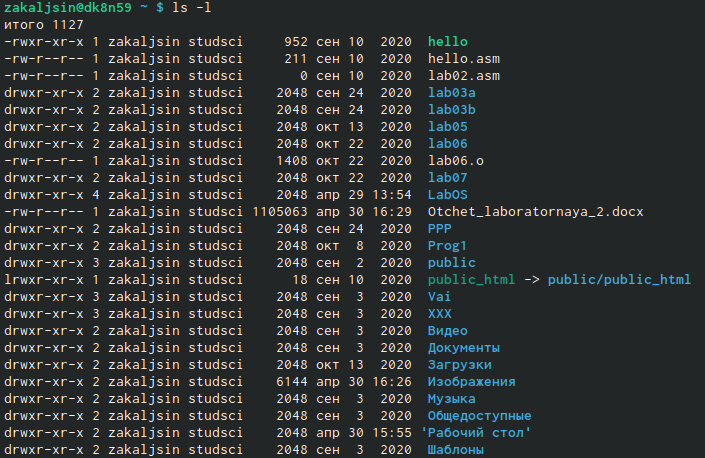 zakaljsin@dk8n59 ~ $ ls -l
итого 1127
-rwxr-xr-x 1 zakaljsin studsci     952 сен 10  2020  hello
-rw-r--r-- 1 zakaljsin studsci     211 сен 10  2020  hello.asm
-rw-r--r-- 1 zakaljsin studsci       0 сен 10  2020  lab02.asm
drwxr-xr-x 2 zakaljsin studsci    2048 сен 24  2020  lab03a
drwxr-xr-x 2 zakaljsin studsci    2048 сен 24  2020  lab03b
drwxr-xr-x 2 zakaljsin studsci    2048 окт 13  2020  lab05
drwxr-xr-x 2 zakaljsin studsci    2048 окт 22  2020  lab06
-rw-r--r-- 1 zakaljsin studsci    1408 окт 22  2020  lab06.o
drwxr-xr-x 2 zakaljsin studsci    2048 окт 22  2020  lab07
drwxr-xr-x 4 zakaljsin studsci    2048 апр 29 13:54  LabOS
-rw-r--r-- 1 zakaljsin studsci 1105063 апр 30 16:29  Otchet_laboratornaya_2.docx
drwxr-xr-x 2 zakaljsin studsci    2048 сен 24  2020  PPP
drwxr-xr-x 2 zakaljsin studsci    2048 окт  8  2020  Prog1
drwxr-xr-x 3 zakaljsin studsci    2048 сен  2  2020  public
lrwxr-xr-x 1 zakaljsin studsci      18 сен 10  2020  public_html -> public/public_html
drwxr-xr-x 3 zakaljsin studsci    2048 сен  3  2020  Vai
drwxr-xr-x 3 zakaljsin studsci    2048 сен  3  2020  XXX
drwxr-xr-x 2 zakaljsin studsci    2048 сен  3  2020  Видео
drwxr-xr-x 2 zakaljsin studsci    2048 сен  3  2020  Документы
drwxr-xr-x 2 zakaljsin studsci    2048 окт 13  2020  Загрузки
drwxr-xr-x 2 zakaljsin studsci    6144 апр 30 16:26  Изображения
drwxr-xr-x 2 zakaljsin studsci    2048 сен  3  2020  Музыка
drwxr-xr-x 2 zakaljsin studsci    2048 сен  3  2020  Общедоступные
drwxr-xr-x 2 zakaljsin studsci    2048 апр 30 15:55 'Рабочий стол'
drwxr-xr-x 2 zakaljsin studsci    2048 сен  3  2020  Шаблоны